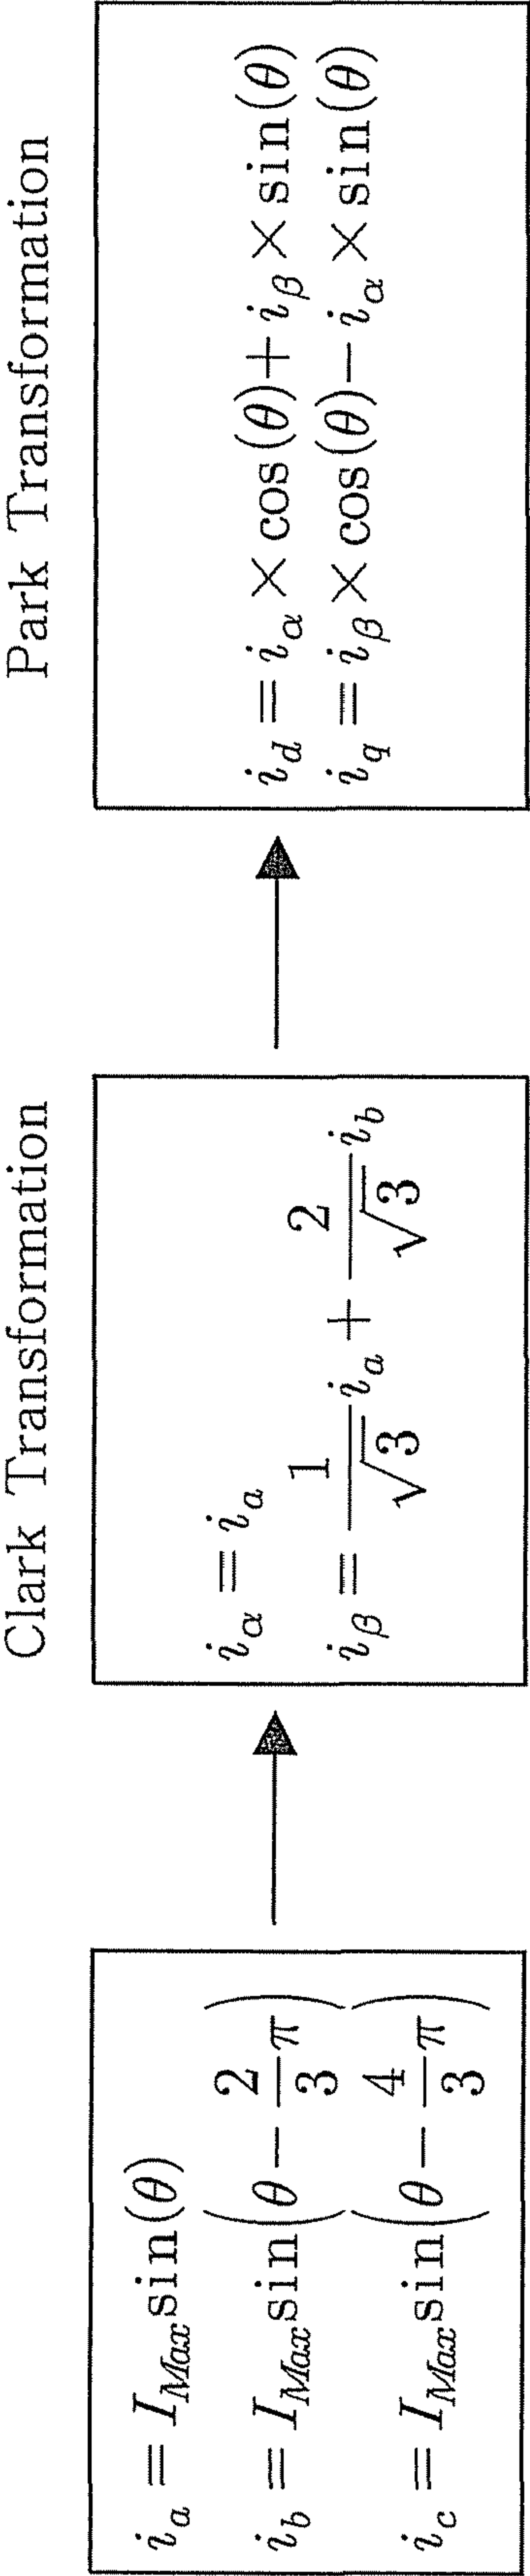 i_a = I_Max sin(θ)
i_b = I_Max sin(θ − 2/3 π)
i_c = I_Max sin(θ − 4/3 π)
Clark Transformation
i_α = i_a
i_β = 1/√3 i_a + 2/√3 i_b
Park Transformation
i_d = i_α × cos(θ) + i_β × sin(θ)
i_q = i_β × cos(θ) − i_α × sin(θ)